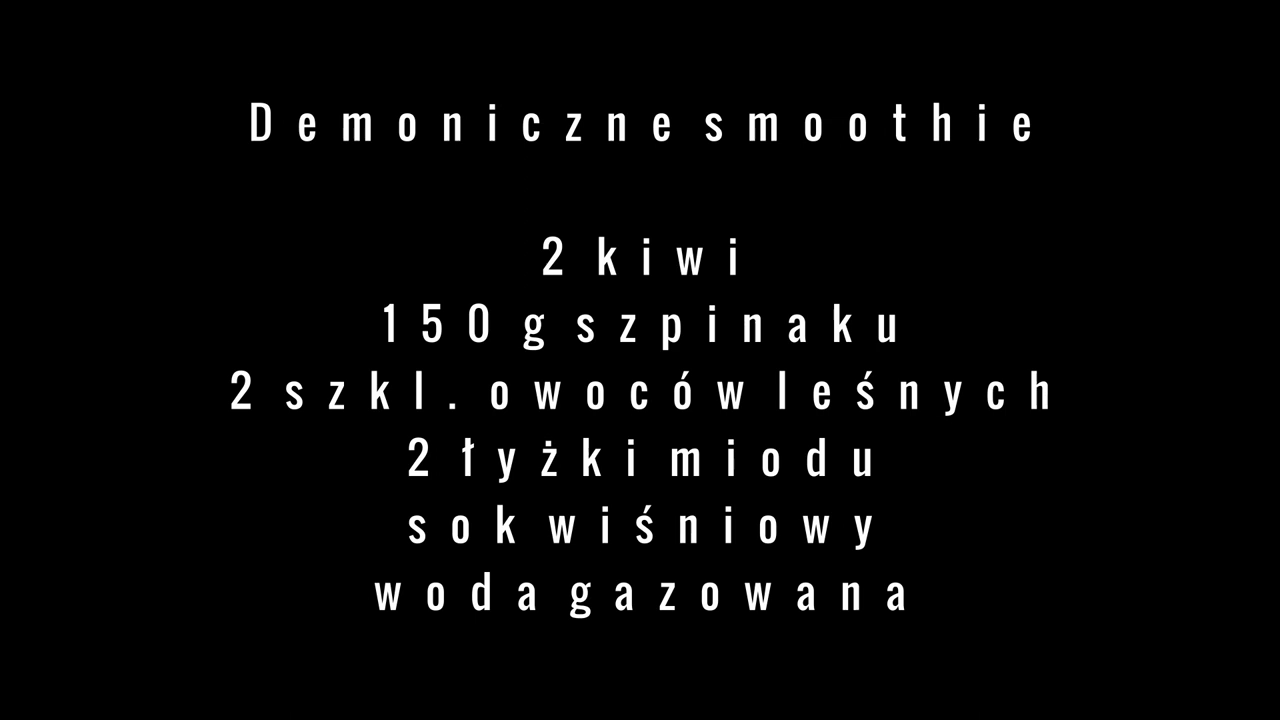 Demoniczne smoothie
2 kiwi
150 g szpinaku
2 szkl. owoców leśnych
2 łyżki miodu
sok wiśniowy
woda gazowana